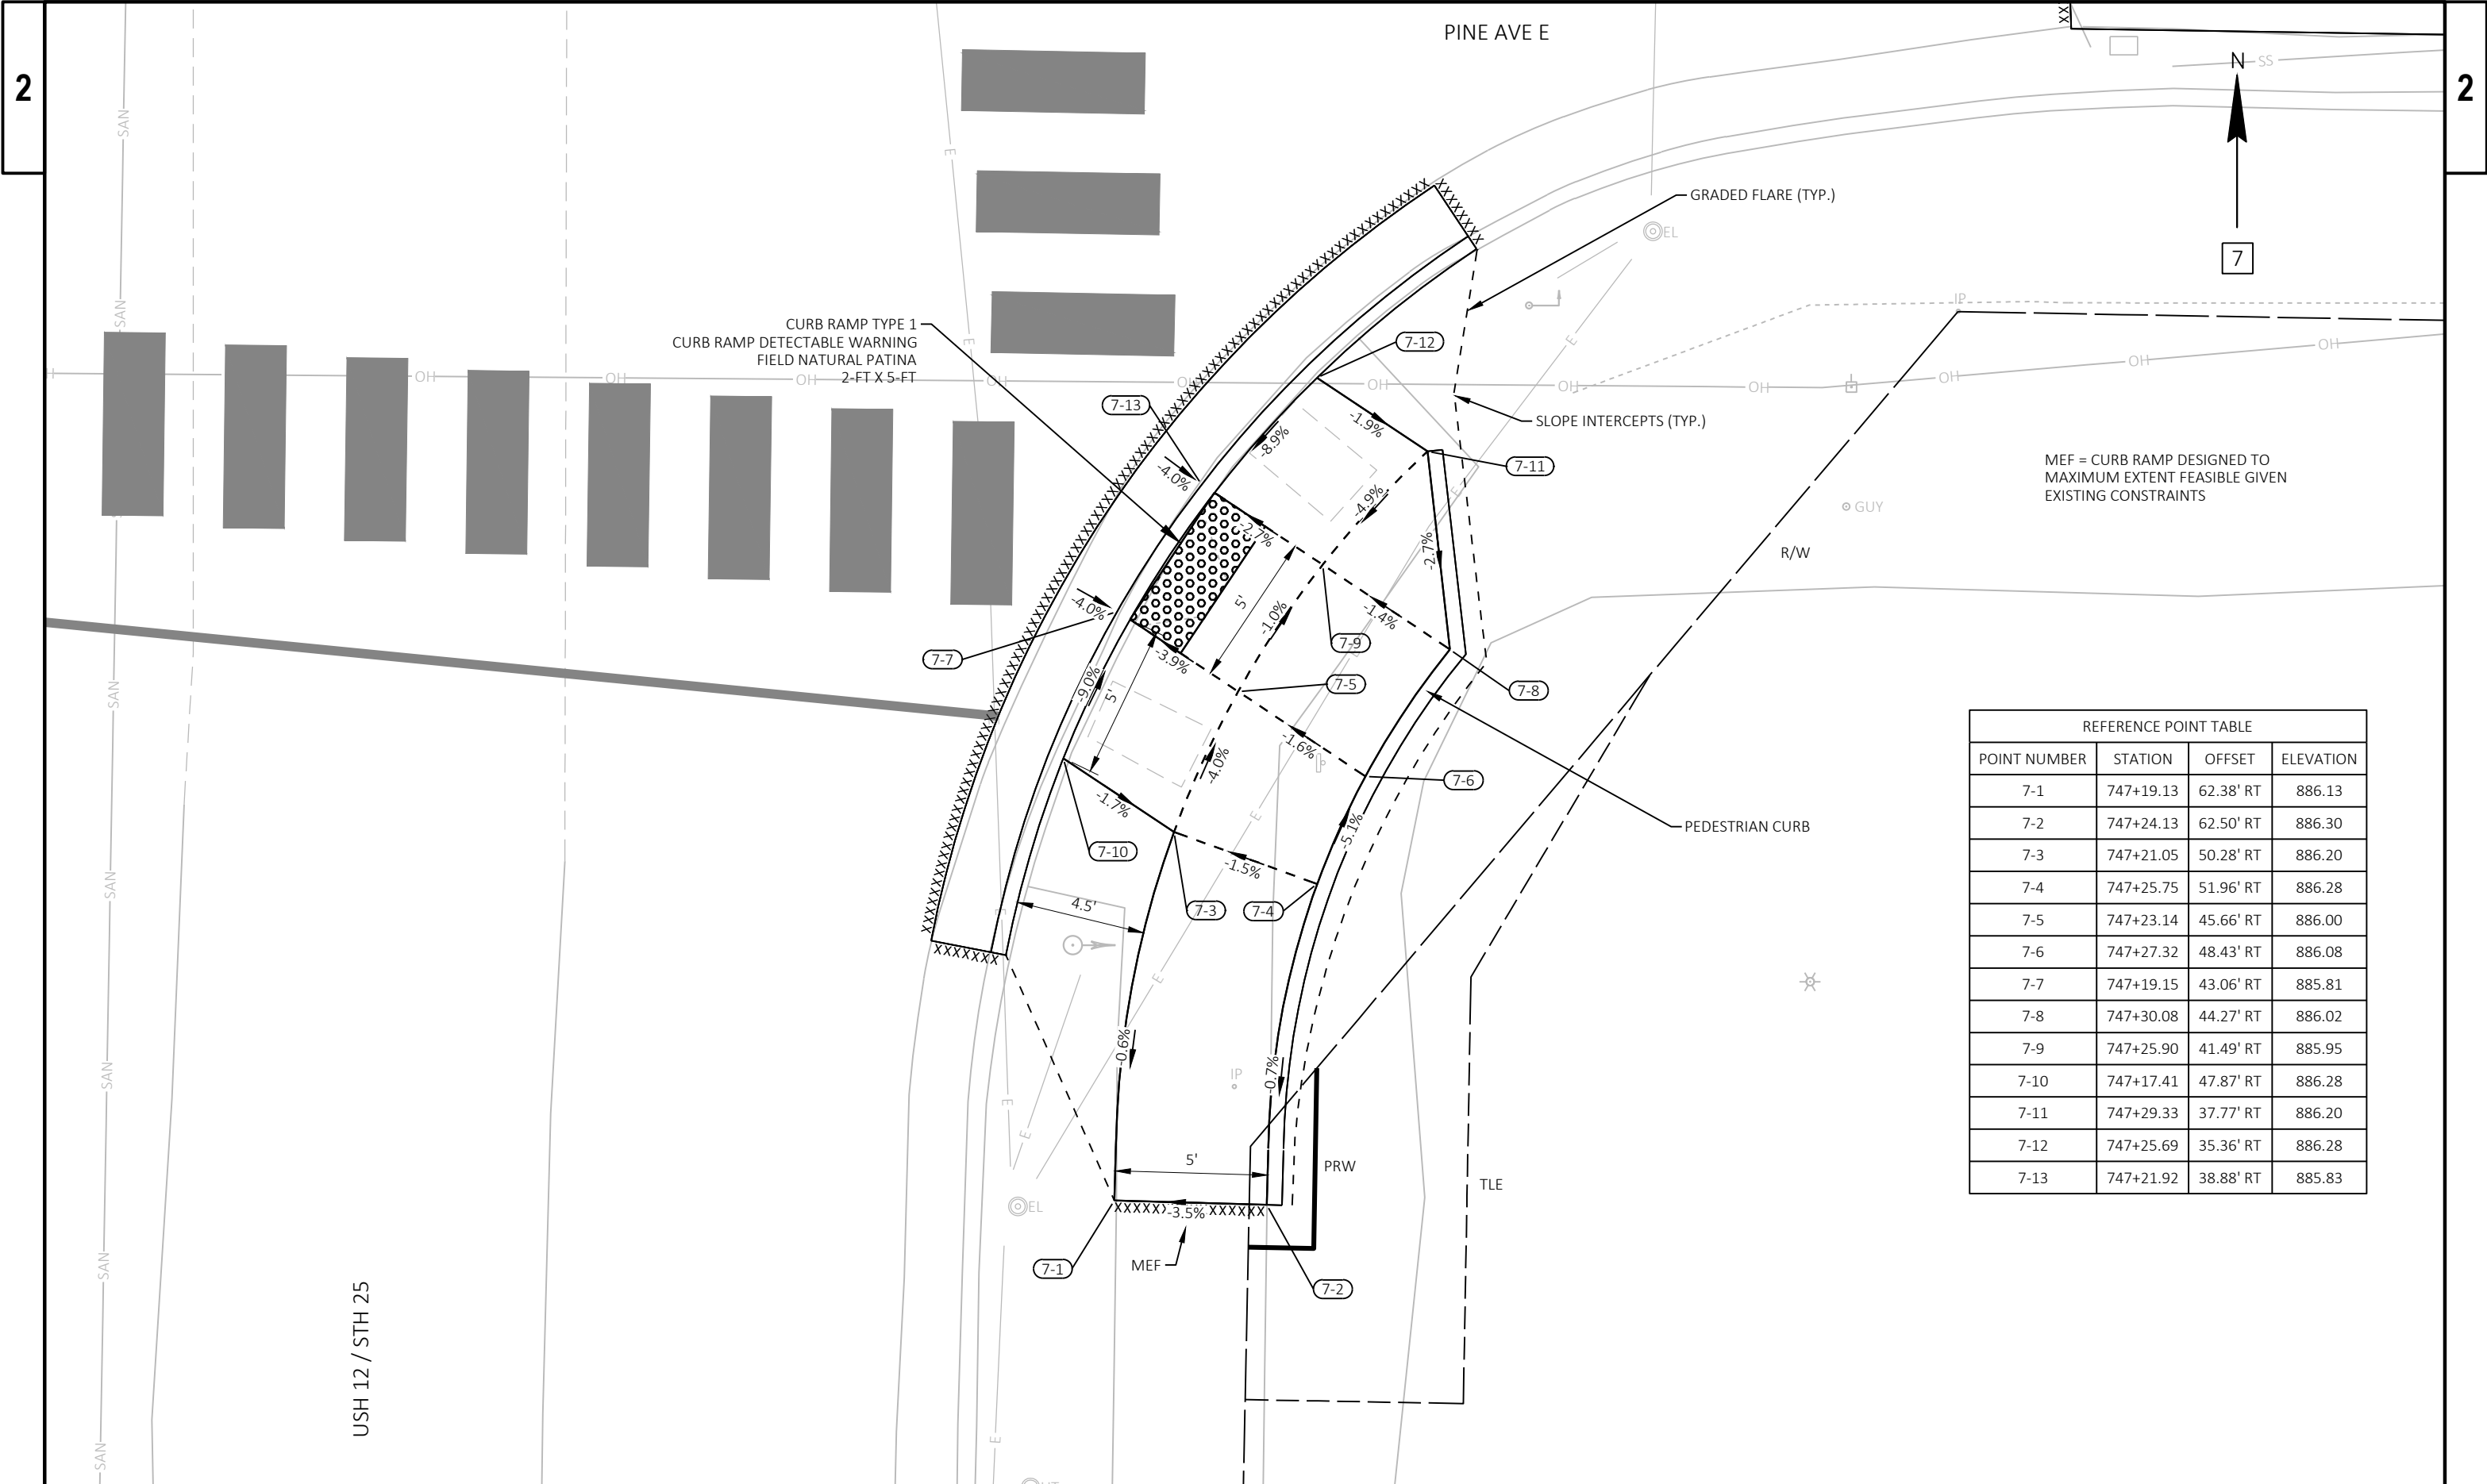 2
PINE AVE E
2
N
SS
7
SAN
E
GRADED FLARE (TYP.)
EL
IP
SAN
CURB RAMP TYPE 1
CURB RAMP DETECTABLE WARNING
FIELD NATURAL PATINA
2-FT X 5-FT
E
7-12
E
OH
OH
OH
OH
OH
OH
OH
OH
OH
OH
OH
7-13
-1.9%
SLOPE INTERCEPTS (TYP.)
-8.9%
-4.0%
7-11
MEF = CURB RAMP DESIGNED TO
MAXIMUM EXTENT FEASIBLE GIVEN
EXISTING CONSTRAINTS
-4.9%
GUY
-2.7%
-2.7%
R/W
-4.0%
5'
-1.0%
-1.4%
7-9
7-7
-3.9%
7-5
7-8
SAN
-9.0%
5'
-1.6%
-4.0%
7-6
REFERENCE POINT TABLE
POINT NUMBER STATION OFFSET ELEVATION
7-1 747+19.13 62.38' RT 886.13
7-2 747+24.13 62.50' RT 886.30
7-3 747+21.05 50.28' RT 886.20
7-4 747+25.75 51.96' RT 886.28
7-5 747+23.14 45.66' RT 886.00
7-6 747+27.32 48.43' RT 886.08
7-7 747+19.15 43.06' RT 885.81
7-8 747+30.08 44.27' RT 886.02
7-9 747+25.90 41.49' RT 885.95
7-10 747+17.41 47.87' RT 886.28
7-11 747+29.33 37.77' RT 886.20
7-12 747+25.69 35.36' RT 886.28
7-13 747+21.92 38.88' RT 885.83
-1.7%
E
-5.1%
PEDESTRIAN CURB
7-10
-1.5%
SAN
4.5'
7-3
7-4
E
-0.6%
-0.7%
SAN
IP
E
E
5'
PRW
TLE
EL
-3.5%
SAN
7-1
MEF
7-2
USH 12 / STH 25
E
SAN